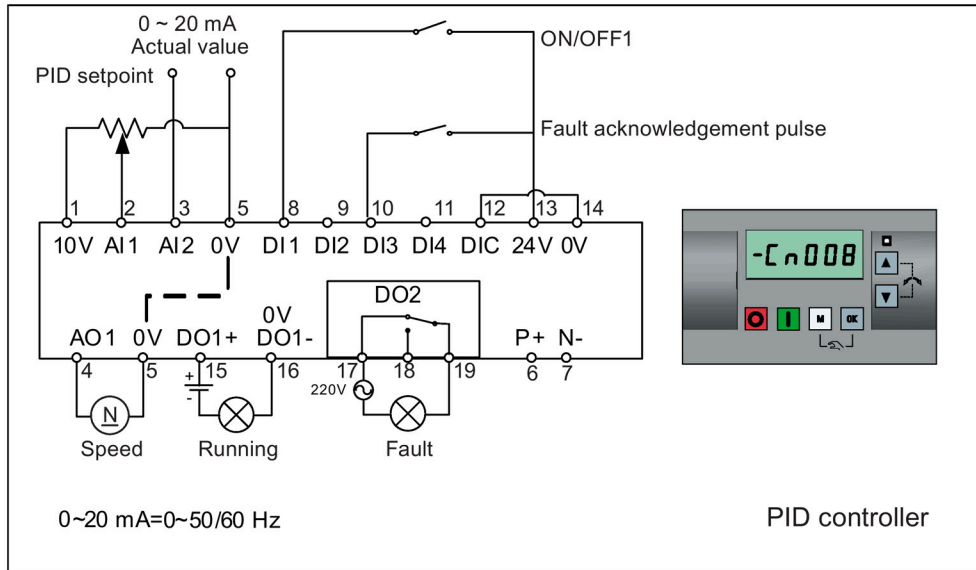 0 ~ 20 mA
Actual value
PID setpoint
ON/OFF1
Fault acknowledgement pulse
1 2 3 5 8 9 10 11 12 13 14
10V AI1 AI2 0V DI1 DI2 DI3 DI4 DIC 24V 0V
-Cn008
DO2
0V
AO1 0V DO1+ DO1- P+ N-
M OK
4 5 15 16 17 18 19 6 7
+
-
220V
N
Speed Running Fault
0~20 mA=0~50/60 Hz
PID controller